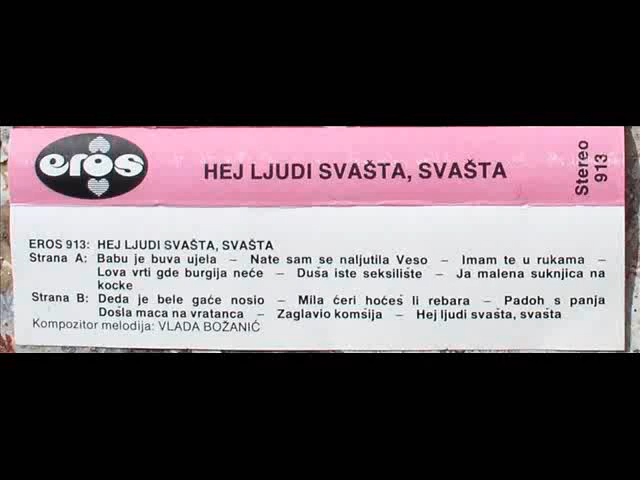 eros
HEJ LJUDI SVAŠTA, SVAŠTA
Stereo
913
EROS 913: HEJ LJUDI SVAŠTA, SVAŠTA
Strana A: Babu je buva ujela – Nate sam se naljutila Veso – Imam te u rukama –
Lova vrti gde burgija neće – Duša iste seksilište – Ja malena suknjica na
kocke
Strana B: Deda je bele gaće nosio – Mila ćeri hoćeš li rebara – Padoh s panja
Došla maca na vratanca – Zaglavio komšija – Hej ljudi svašta, svašta
Kompozitor melodija: VLADA BOŽANIĆ